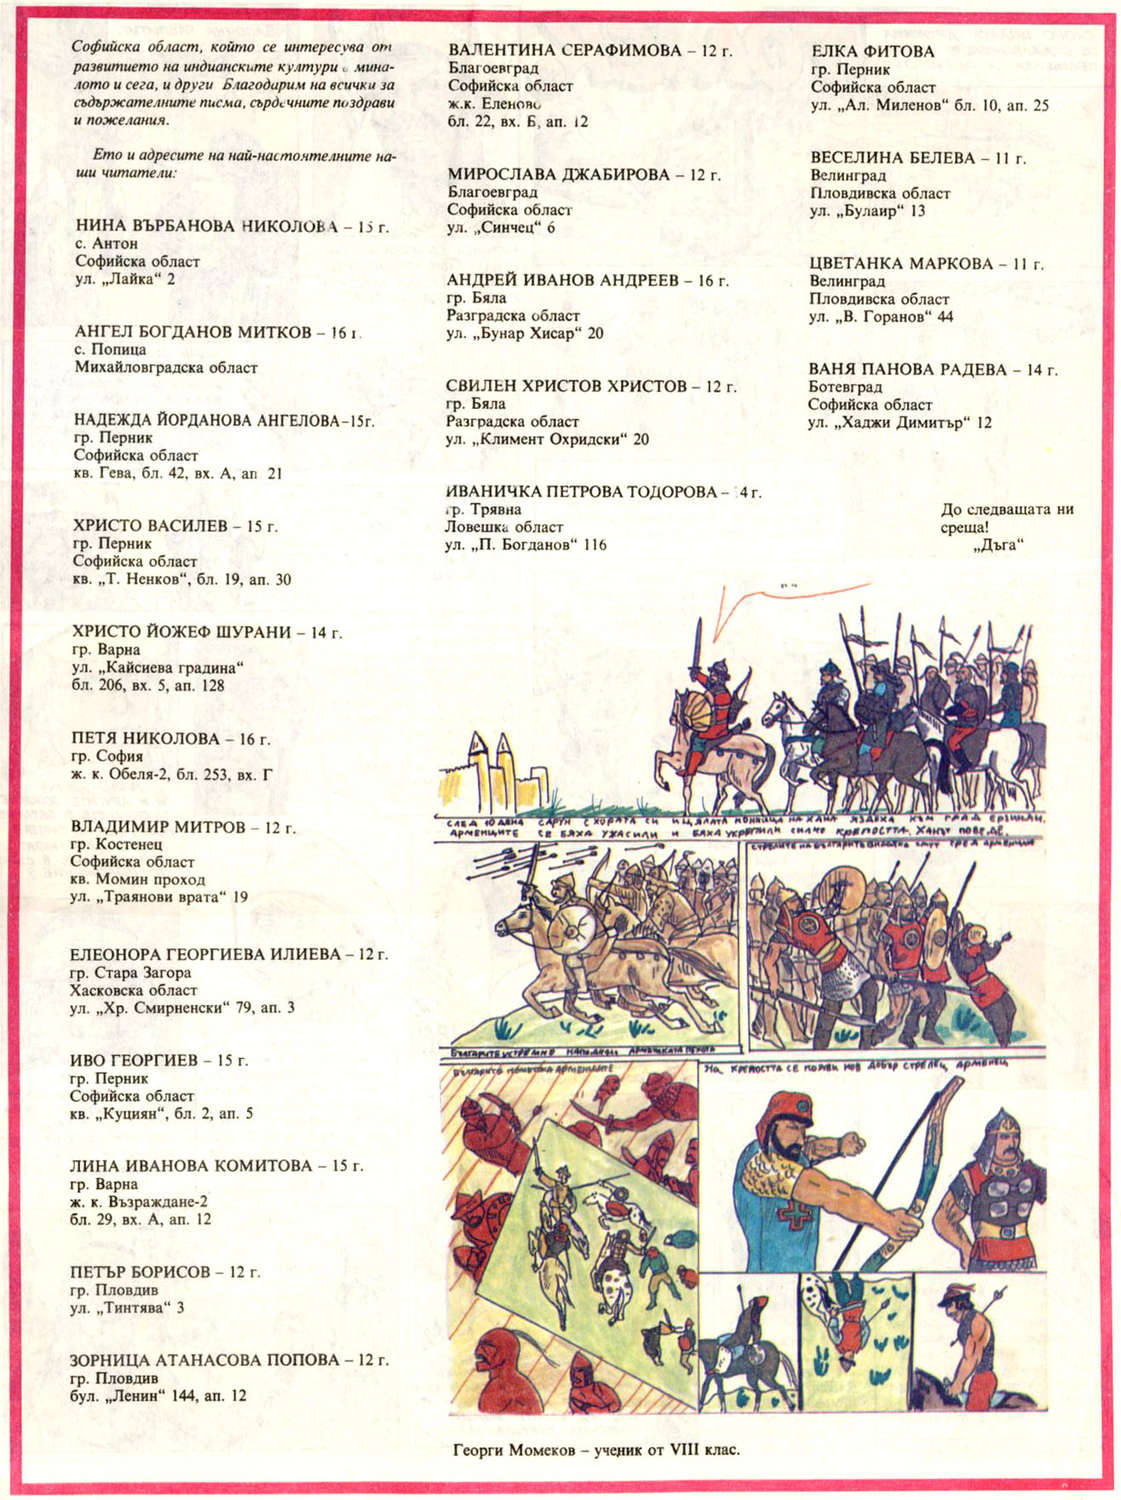 Софийска област, който се интересува от
развитието на индианските култури в мина-
лото и сега, и други Благодарим на всички за
съдържателните писма, сърдечните поздрави
и пожелания.
Ето и адресите на най-настоятелните на-
ши читатели:
НИНА ВЪРБАНОВА НИКОЛОВА – 15 г.
с. Антон
Софийска област
ул. „Лайка“ 2
АНГЕЛ БОГДАНОВ МИТКОВ – 16 г.
с. Попица
Михайловградска област
НАДЕЖДА ЙОРДАНОВА АНГЕЛОВА–15г.
гр. Перник
Софийска област
кв. Гева, бл. 42, вх. А, ап 21
ХРИСТО ВАСИЛЕВ – 15 г.
гр. Перник
Софийска област
кв. „Т. Ненков“, бл. 19, ап. 30
ХРИСТО ЙОЖЕФ ШУРАНИ – 14 г.
гр. Варна
ул. „Кайсиева градина“
бл. 206, вх. 5, ап. 128
ПЕТЯ НИКОЛОВА – 16 г.
гр. София
ж. к. Обеля-2, бл. 253, вх. Г
ВЛАДИМИР МИТРОВ – 12 г.
гр. Костенец
Софийска област
кв. Момин проход
ул. „Траянови врата“ 19
ЕЛЕОНОРА ГЕОРГИЕВА ИЛИЕВА – 12 г.
гр. Стара Загора
Хасковска област
ул. „Хр. Смирненски“ 79, ап. 3
ИВО ГЕОРГИЕВ – 15 г.
гр. Перник
Софийска област
кв. „Куциян“, бл. 2, ап. 5
ЛИНА ИВАНОВА КОМИТОВА – 15 г.
гр. Варна
ж. к. Възраждане-2
бл. 29, вх. А, ап. 12
ПЕТЪР БОРИСОВ – 12 г.
гр. Пловдив
ул. „Тинтява“ 3
ЗОРНИЦА АТАНАСОВА ПОПОВА – 12 г.
гр. Пловдив
бул. „Ленин“ 144, ап. 12
ВАЛЕНТИНА СЕРАФИМОВА – 12 г.
Благоевград
Софийска област
ж.к. Еленово
бл. 22, вх. Б, ап. 12
МИРОСЛАВА ДЖАБИРОВА – 12 г.
Благоевград
Софийска област
ул. „Синчец“ 6
АНДРЕЙ ИВАНОВ АНДРЕЕВ – 16 г.
гр. Бяла
Разградска област
ул. „Бунар Хисар“ 20
СВИЛЕН ХРИСТОВ ХРИСТОВ – 12 г.
гр. Бяла
Разградска област
ул. „Климент Охридски“ 20
ИВАНИЧКА ПЕТРОВА ТОДОРОВА – 14 г.
гр. Трявна
Ловешка област
ул. „П. Богданов“ 116
ЕЛКА ФИТОВА
гр. Перник
Софийска област
ул. „Ал. Миленов“ бл. 10, ап. 25
ВЕСЕЛИНА БЕЛЕВА – 11 г.
Велинград
Пловдивска област
ул. „Булаир“ 13
ЦВЕТАНКА МАРКОВА – 11 г.
Велинград
Пловдивска област
ул. „В. Горанов“ 44
ВАНЯ ПАНОВА РАДЕВА – 14 г.
Ботевград
Софийска област
ул. „Хаджи Димитър“ 12
До следващата ни
среща!
„Дъга“
СЛЕД 10 ДЕНА САРГИ С ХОРАТА СИ И ЦЯЛАТА КОННИЦА НА ХАНА ЯЗДЕХА КЪМ ГРАД ЕРЗИНДЖАН.
АРМЕНЦИТЕ СЕ БЯХА УЖАСИЛИ И БЯХА УКРЕПИЛИ СИЛНО КРЕПОСТТА. ХАНЪТ ПОВЕДЕ.
СТРЕЛИТЕ НА БЪЛГАРИТЕ СРЕД АРМЕНЦИТЕ
БЪЛГАРИТЕ УСТРЕМНО НАПАДАТ АРМЕНСКАТА ПЕХОТА
БЪЛГАРИТЕ ПОМЕТОХА АРМЕНЦИТЕ
НА КРЕПОСТТА СЕ ПОЯВИ НОВ ДОБЪР СТРЕЛЕЦ АРМЕНЕЦ
Георги Момеков – ученик от VIII клас.